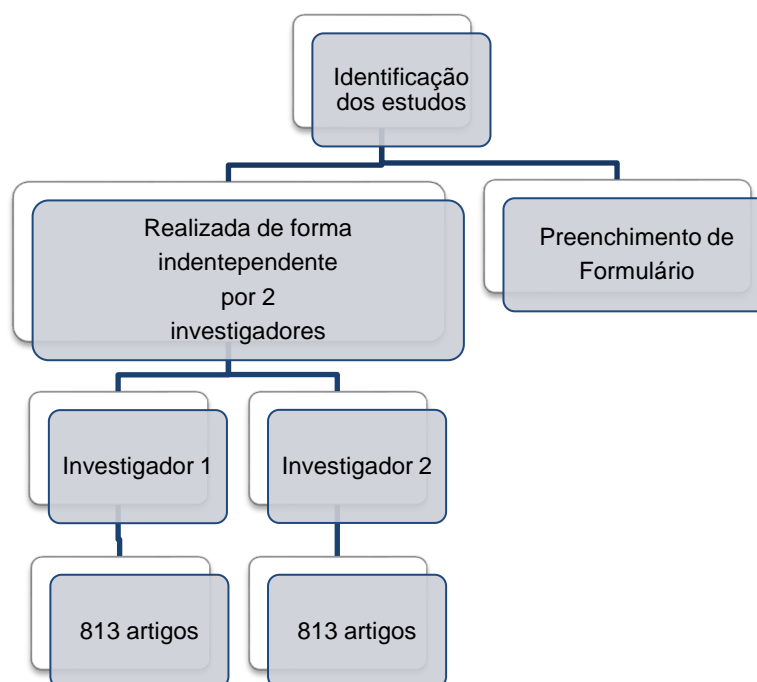 Identificação
dos estudos
Realizada de forma
indentependente
por 2
investigadores
Preenchimento de
Formulário
Investigador 1
Investigador 2
813 artigos
813 artigos